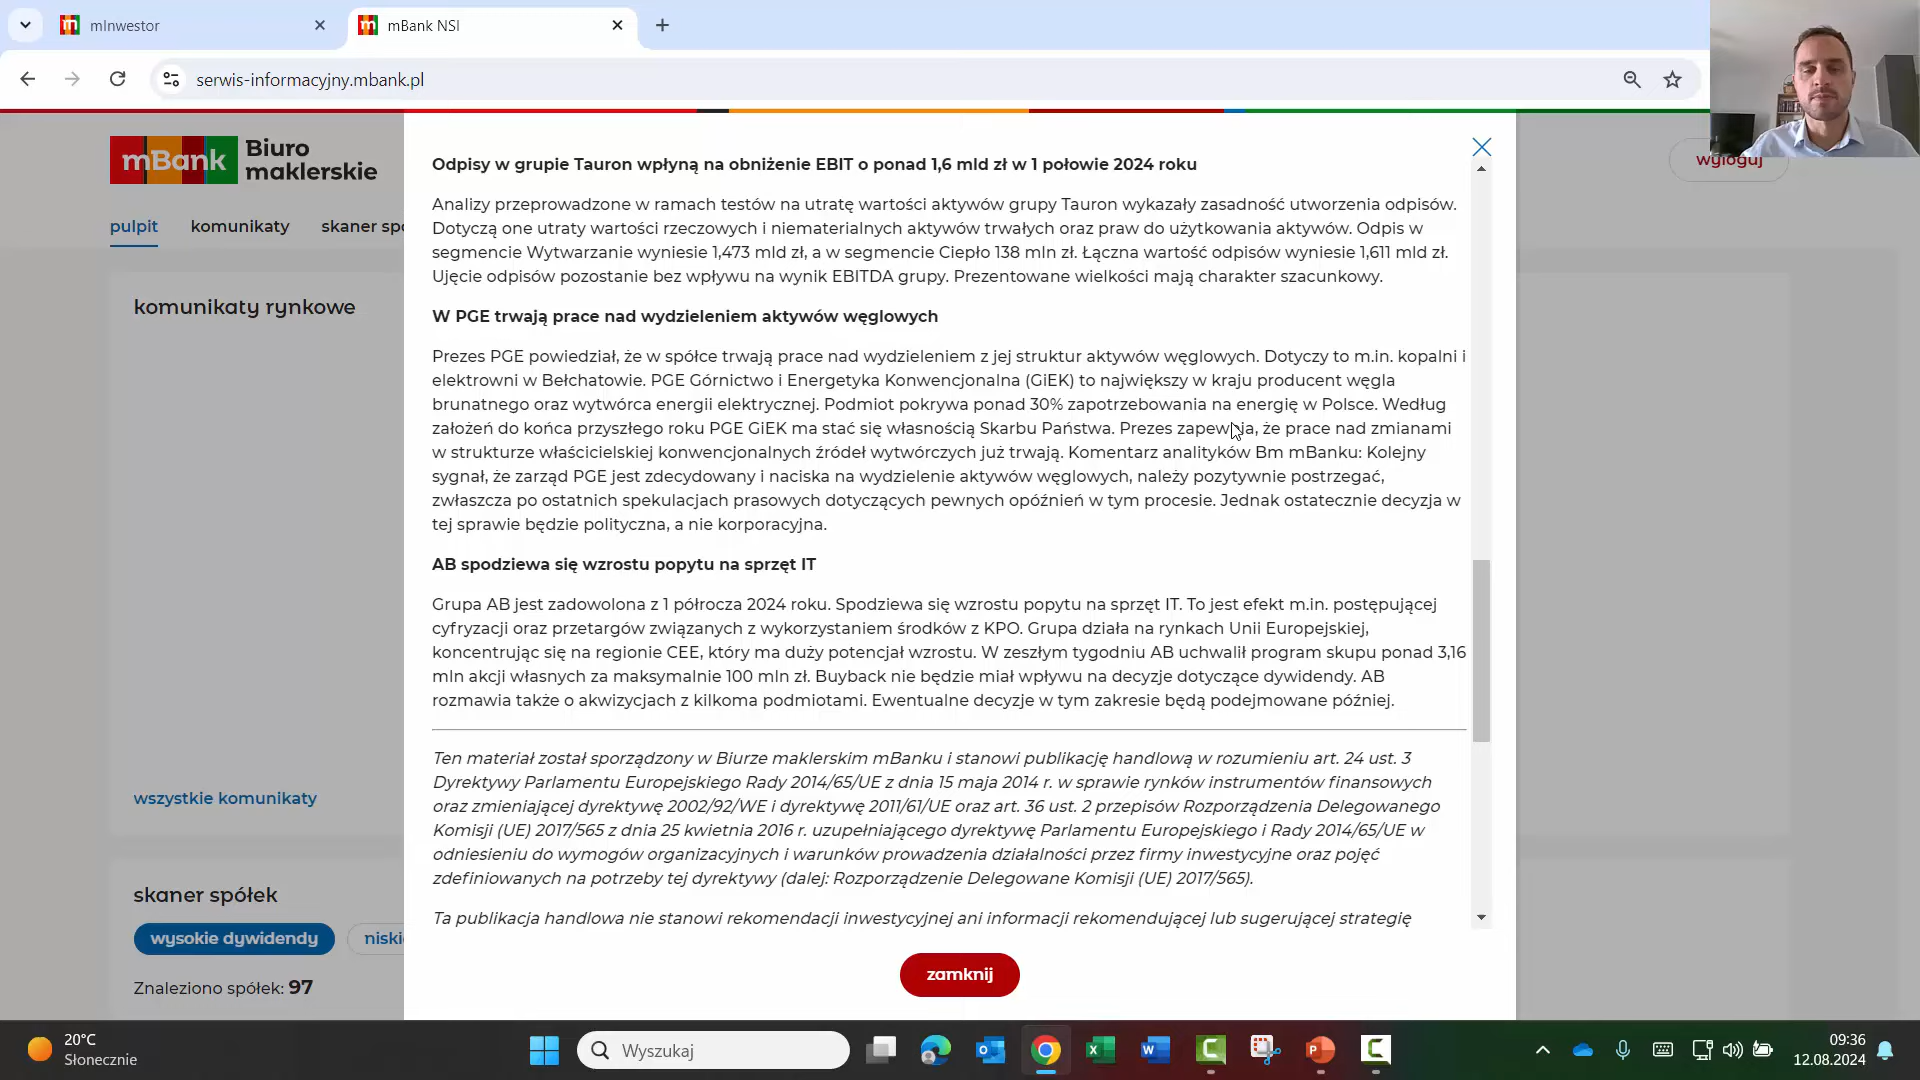 mInwestor
mBank NSI
serwis-informacyjny.mbank.pl
mBank Biuro maklerskie
wyloguj
pulpit komunikaty skaner spo
komunikaty rynkowe
wszystkie komunikaty
skaner spółek
wysokie dywidendy niski
Znaleziono spółek: 97
Odpisy w grupie Tauron wpłyną na obniżenie EBIT o ponad 1,6 mld zł w 1 połowie 2024 roku
Analizy przeprowadzone w ramach testów na utratę wartości aktywów grupy Tauron wykazały zasadność utworzenia odpisów.
Dotyczą one utraty wartości rzeczowych i niematerialnych aktywów trwałych oraz praw do użytkowania aktywów. Odpis w
segmencie Wytwarzanie wyniesie 1,473 mld zł, a w segmencie Ciepło 138 mln zł. Łączna wartość odpisów wyniesie 1,611 mld zł.
Ujęcie odpisów pozostanie bez wpływu na wynik EBITDA grupy. Prezentowane wielkości mają charakter szacunkowy.
W PGE trwają prace nad wydzieleniem aktywów węglowych
Prezes PGE powiedział, że w spółce trwają prace nad wydzieleniem z jej struktur aktywów węglowych. Dotyczy to m.in. kopalni i
elektrowni w Bełchatowie. PGE Górnictwo i Energetyka Konwencjonalna (GiEK) to największy w kraju producent węgla
brunatnego oraz wytwórca energii elektrycznej. Podmiot pokrywa ponad 30% zapotrzebowania na energię w Polsce. Według
założeń do końca przyszłego roku PGE GiEK ma stać się własnością Skarbu Państwa. Prezes zapewnia, że prace nad zmianami
w strukturze właścicielskiej konwencjonalnych źródeł wytwórczych już trwają. Komentarz analityków Bm mBanku: Kolejny
sygnał, że zarząd PGE jest zdecydowany i naciska na wydzielenie aktywów węglowych, należy pozytywnie postrzegać,
zwłaszcza po ostatnich spekulacjach prasowych dotyczących pewnych opóźnień w tym procesie. Jednak ostatecznie decyzja w
tej sprawie będzie polityczna, a nie korporacyjna.
AB spodziewa się wzrostu popytu na sprzęt IT
Grupa AB jest zadowolona z 1 półrocza 2024 roku. Spodziewa się wzrostu popytu na sprzęt IT. To jest efekt m.in. postępującej
cyfryzacji oraz przetargów związanych z wykorzystaniem środków z KPO. Grupa działa na rynkach Unii Europejskiej,
koncentrując się na regionie CEE, który ma duży potencjał wzrostu. W zeszłym tygodniu AB uchwalił program skupu ponad 3,16
mln akcji własnych za maksymalnie 100 mln zł. Buyback nie będzie miał wpływu na decyzje dotyczące dywidendy. AB
rozmawia także o akwizycjach z kilkoma podmiotami. Ewentualne decyzje w tym zakresie będą podejmowane później.
Ten materiał został sporządzony w Biurze maklerskim mBanku i stanowi publikację handlową w rozumieniu art. 24 ust. 3
Dyrektywy Parlamentu Europejskiego Rady 2014/65/UE z dnia 15 maja 2014 r. w sprawie rynków instrumentów finansowych
oraz zmieniającej dyrektywę 2002/92/WE i dyrektywę 2011/61/UE oraz art. 36 ust. 2 przepisów Rozporządzenia Delegowanego
Komisji (UE) 2017/565 z dnia 25 kwietnia 2016 r. uzupełniającego dyrektywę Parlamentu Europejskiego i Rady 2014/65/UE w
odniesieniu do wymogów organizacyjnych i warunków prowadzenia działalności przez firmy inwestycyjne oraz pojęć
zdefiniowanych na potrzeby tej dyrektywy (dalej: Rozporządzenie Delegowane Komisji (UE) 2017/565).
Ta publikacja handlowa nie stanowi rekomendacji inwestycyjnej ani informacji rekomendującej lub sugerującej strategię
zamknij
20°C
Słonecznie
Wyszukaj
09:36
12.08.2024